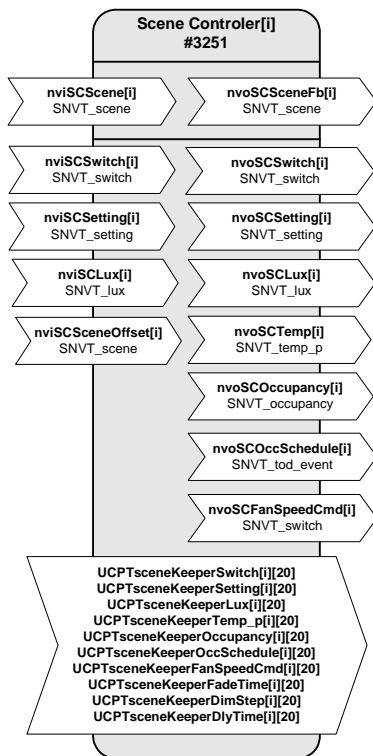 Scene Controler[i]
#3251
nviSCScene[i]
SNVT_scene
nvoSCSceneFb[i]
SNVT_scene
nviSCSwitch[i]
SNVT_switch
nvoSCSwitch[i]
SNVT_switch
nviSCSetting[i]
SNVT_setting
nvoSCSetting[i]
SNVT_setting
nviSCLux[i]
SNVT_lux
nvoSCLux[i]
SNVT_lux
nviSCSceneOffset[i]
SNVT_scene
nvoSCTemp[i]
SNVT_temp_p
nvoSCOccupancy[i]
SNVT_occupancy
nvoSCOccSchedule[i]
SNVT_tod_event
nvoSCFanSpeedCmd[i]
SNVT_switch
UCPTsceneKeeperSwitch[i][20]
UCPTsceneKeeperSetting[i][20]
UCPTsceneKeeperLux[i][20]
UCPTsceneKeeperTemp_p[i][20]
UCPTsceneKeeperOccupancy[i][20]
UCPTsceneKeeperOccSchedule[i][20]
UCPTsceneKeeperFanSpeedCmd[i][20]
UCPTsceneKeeperFadeTime[i][20]
UCPTsceneKeeperDimStep[i][20]
UCPTsceneKeeperDlyTime[i][20]